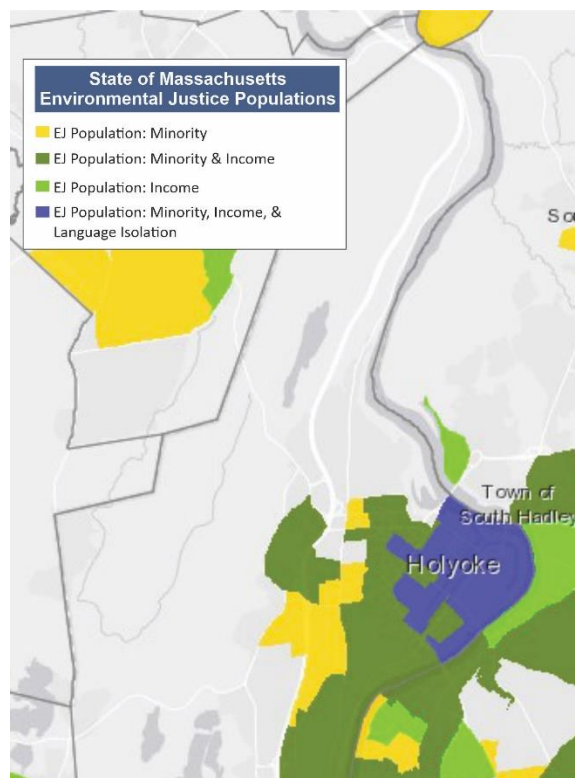 State of Massachusetts
Environmental Justice Populations
EJ Population: Minority
EJ Population: Minority & Income
EJ Population: Income
EJ Population: Minority, Income, &
Language Isolation
Town of
South Hadley
Holyoke